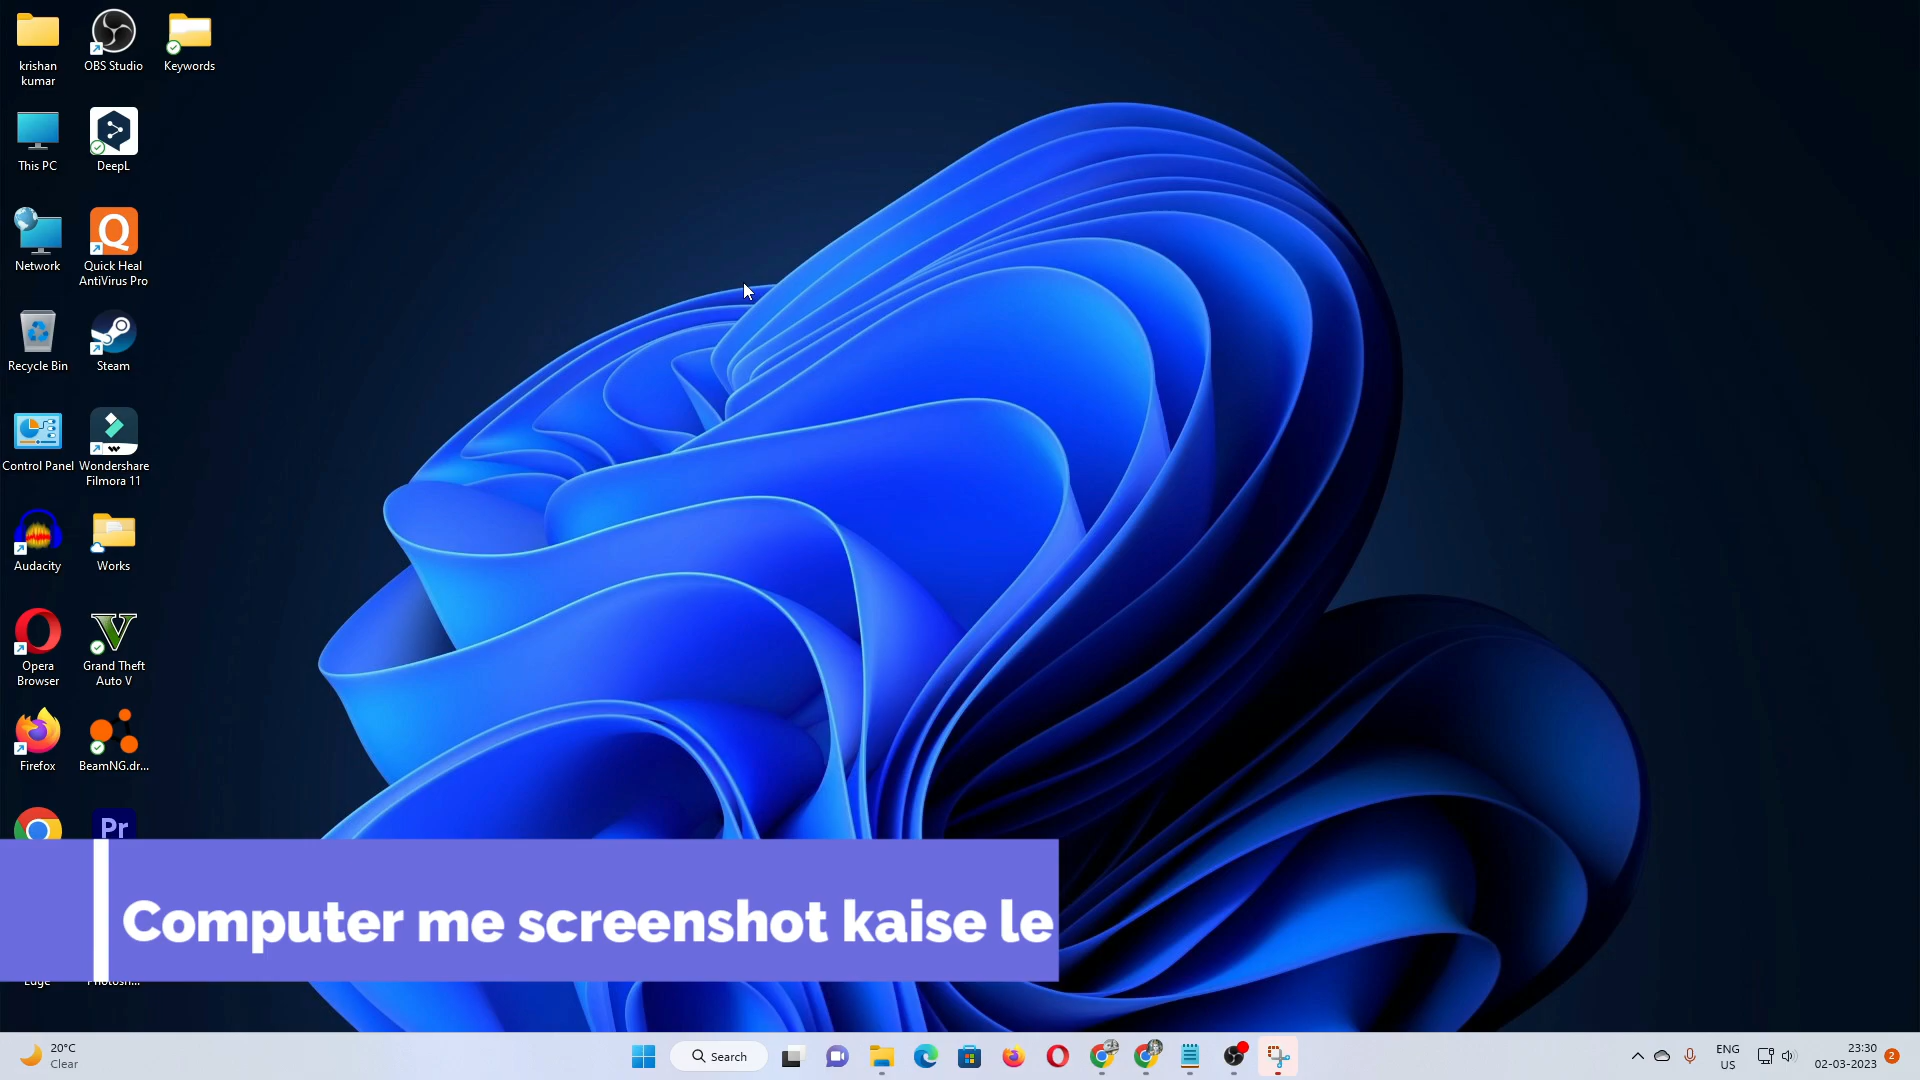 krishan
kumar
OBS Studio
Keywords
This PC
DeepL
Network
Quick Heal
AntiVirus Pro
Recycle Bin
Steam
Control Panel
Wondershare
Filmora 11
Audacity
Works
Opera
Browser
Grand Theft
Auto V
Firefox
BeamNG.dr...
Pr
Computer me screenshot kaise le
20°C
Clear
Search
ENG
US
23:30
02-03-2023
2